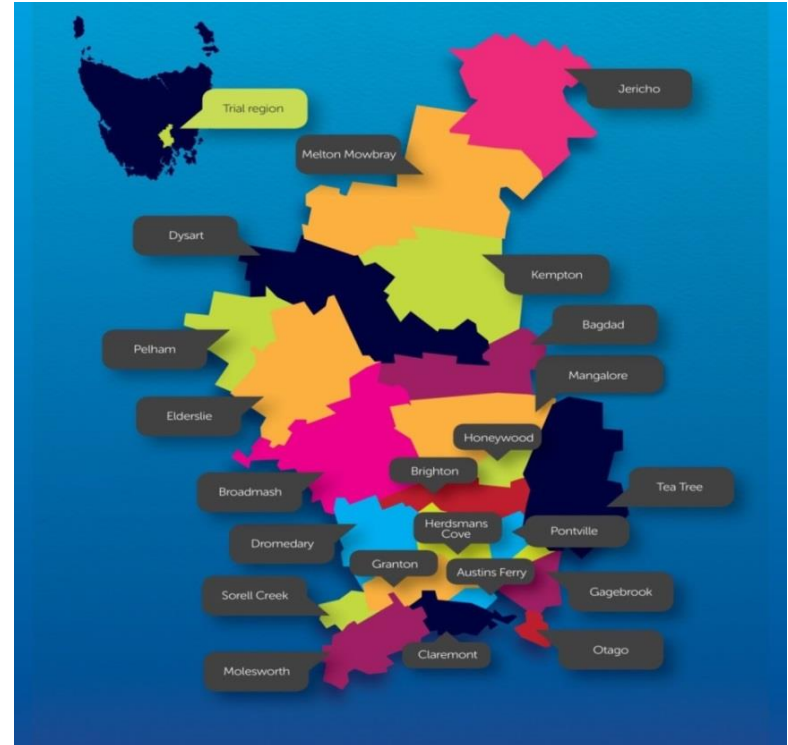 Jericho
Trial region
Melton Mowbray
Dysart
Kempton
Bagdad
Pelham
Mangalore
Elderslie
Honeywood
Brighton
Tea Tree
Broadmash
Herdsmans
Cove
Pontville
Dromedary
Granton
Austins Ferry
Sorell Creek
Gagebrook
Claremont
Otago
Molesworth